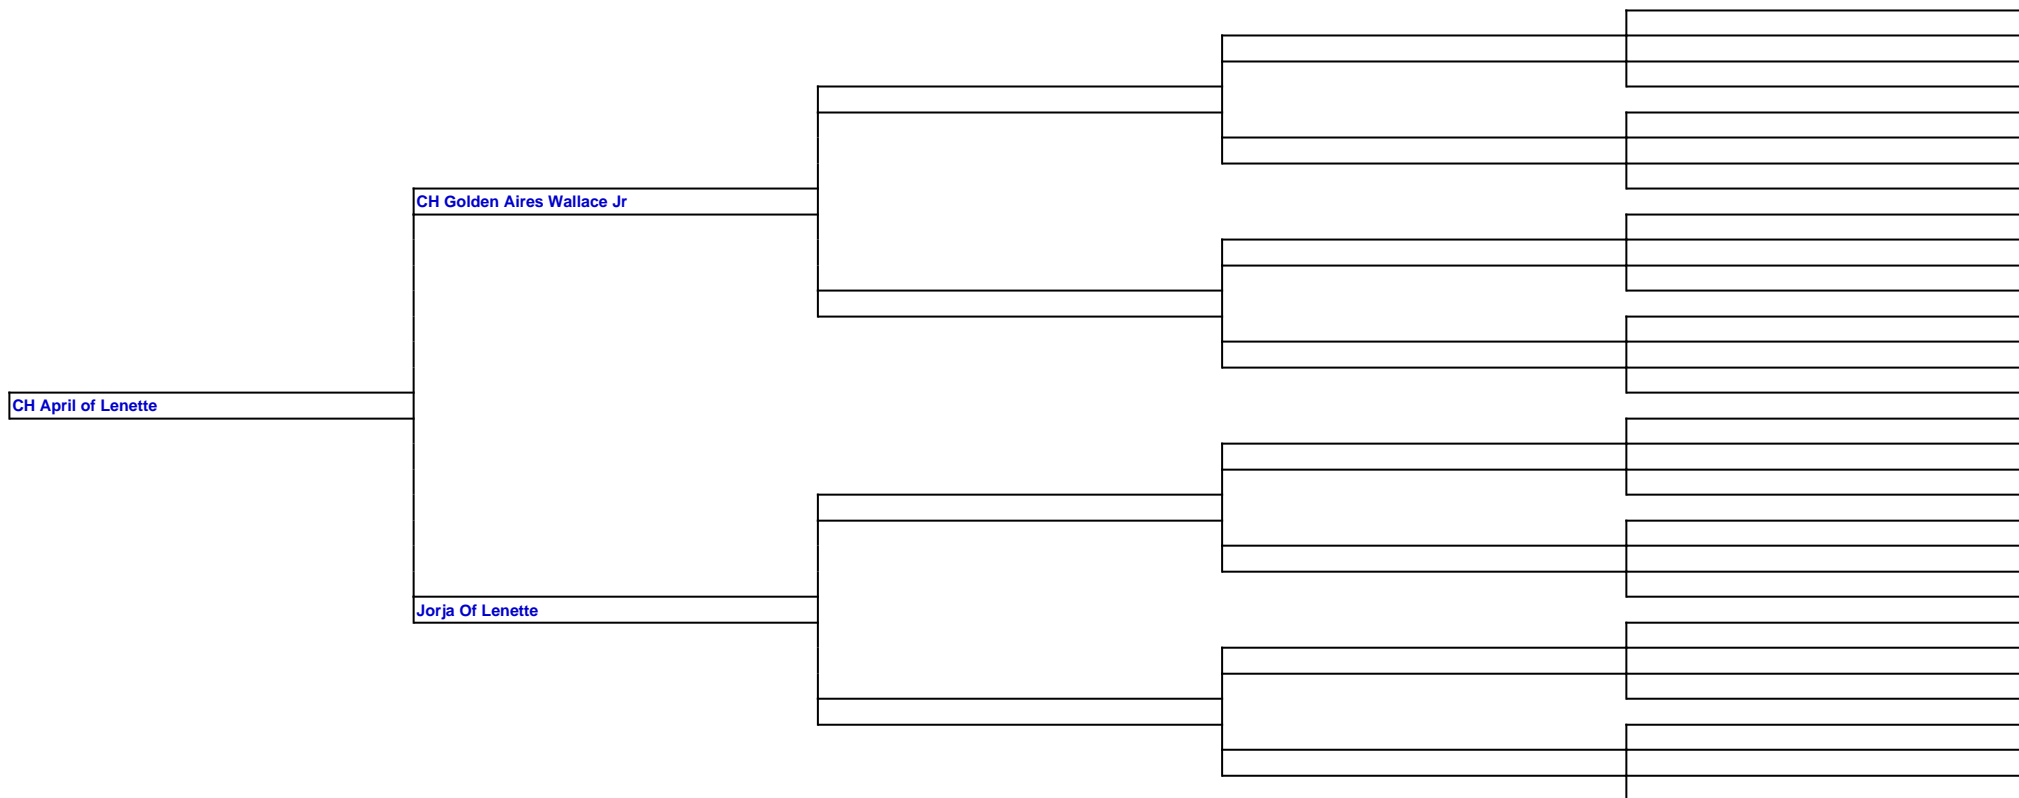 CH Golden Aires Wallace Jr
CH April of Lenette
Jorja Of Lenette